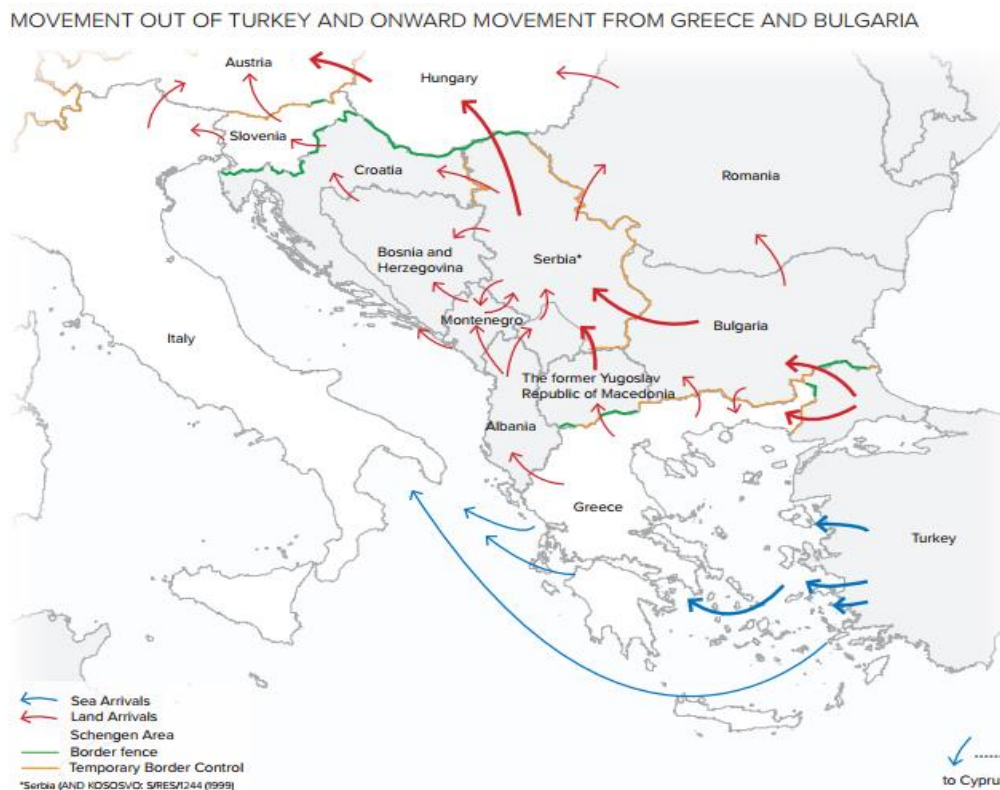 MOVEMENT OUT OF TURKEY AND ONWARD MOVEMENT FROM GREECE AND BULGARIA
Austria
Hungary
Slovenia
Croatia
Romania
Bosnia and
Herzegovina
Serbia*
Montenegro
Italy
Bulgaria
The former Yugoslav
Republic of Macedonia
Albania
Greece
Turkey
Sea Arrivals
Land Arrivals
Schengen Area
Border fence
Temporary Border Control
*Serbia (AND KOSOSVO: S/RES/1244 (1999)
to Cypru